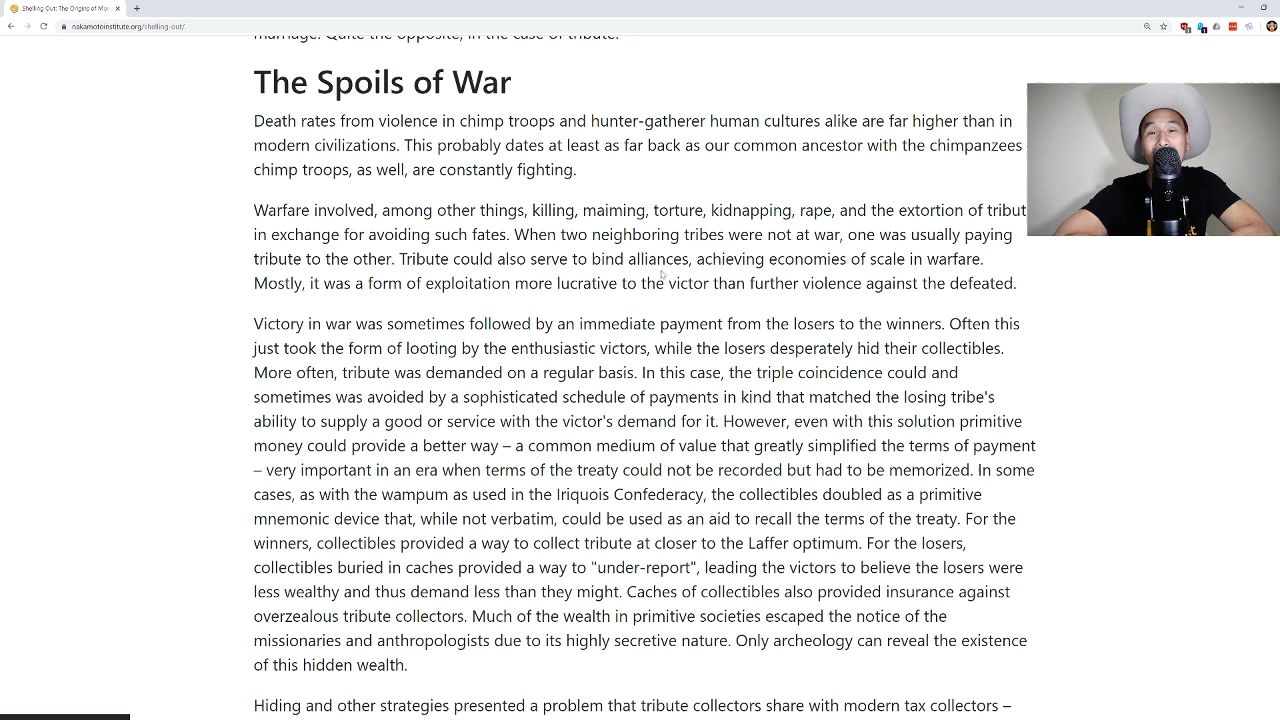 Shelling Out: The Origins of Mon
nakamotoinstitute.org/shelling-out/
marriage. Quite the opposite, in the case of tribute.
The Spoils of War
Death rates from violence in chimp troops and hunter-gatherer human cultures alike are far higher than in
modern civilizations. This probably dates at least as far back as our common ancestor with the chimpanzees
chimp troops, as well, are constantly fighting.
Warfare involved, among other things, killing, maiming, torture, kidnapping, rape, and the extortion of tribut
in exchange for avoiding such fates. When two neighboring tribes were not at war, one was usually paying
tribute to the other. Tribute could also serve to bind alliances, achieving economies of scale in warfare.
Mostly, it was a form of exploitation more lucrative to the victor than further violence against the defeated.
Victory in war was sometimes followed by an immediate payment from the losers to the winners. Often this
just took the form of looting by the enthusiastic victors, while the losers desperately hid their collectibles.
More often, tribute was demanded on a regular basis. In this case, the triple coincidence could and
sometimes was avoided by a sophisticated schedule of payments in kind that matched the losing tribe's
ability to supply a good or service with the victor's demand for it. However, even with this solution primitive
money could provide a better way – a common medium of value that greatly simplified the terms of payment
– very important in an era when terms of the treaty could not be recorded but had to be memorized. In some
cases, as with the wampum as used in the Iriquois Confederacy, the collectibles doubled as a primitive
mnemonic device that, while not verbatim, could be used as an aid to recall the terms of the treaty. For the
winners, collectibles provided a way to collect tribute at closer to the Laffer optimum. For the losers,
collectibles buried in caches provided a way to "under-report", leading the victors to believe the losers were
less wealthy and thus demand less than they might. Caches of collectibles also provided insurance against
overzealous tribute collectors. Much of the wealth in primitive societies escaped the notice of the
missionaries and anthropologists due to its highly secretive nature. Only archeology can reveal the existence
of this hidden wealth.
Hiding and other strategies presented a problem that tribute collectors share with modern tax collectors –